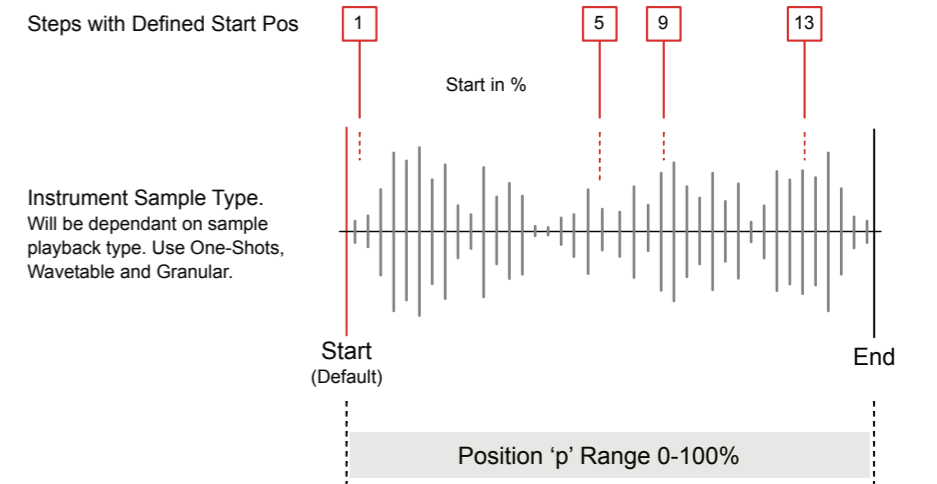 Steps with Defined Start Pos
1
5
9
13
Start in %
Instrument Sample Type.
Will be dependant on sample
playback type. Use One-Shots,
Wavetable and Granular.
Start
(Default)
End
Position ‘p’ Range 0-100%